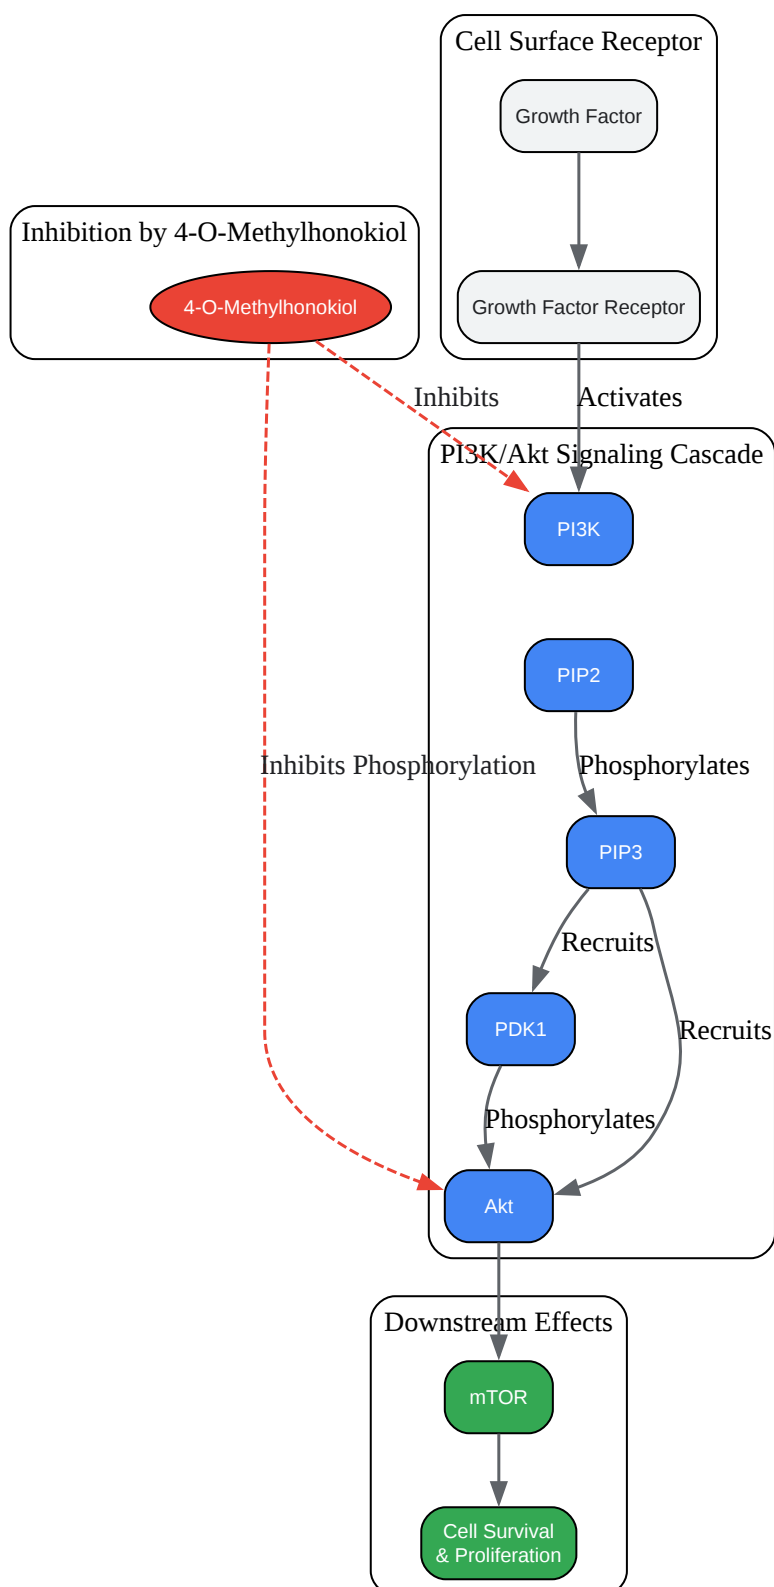 Cell Surface Receptor
Growth Factor
Inhibition by 4-O-Methylhonokiol
4-O-Methylhonokiol
Growth Factor Receptor
Inhibits
Activates
PI3K/Akt Signaling Cascade
PI3K
PIP2
Inhibits Phosphorylation
Phosphorylates
PIP3
Recruits
PDK1
Recruits
Phosphorylates
Akt
Downstream Effects
mTOR
Cell Survival
& Proliferation